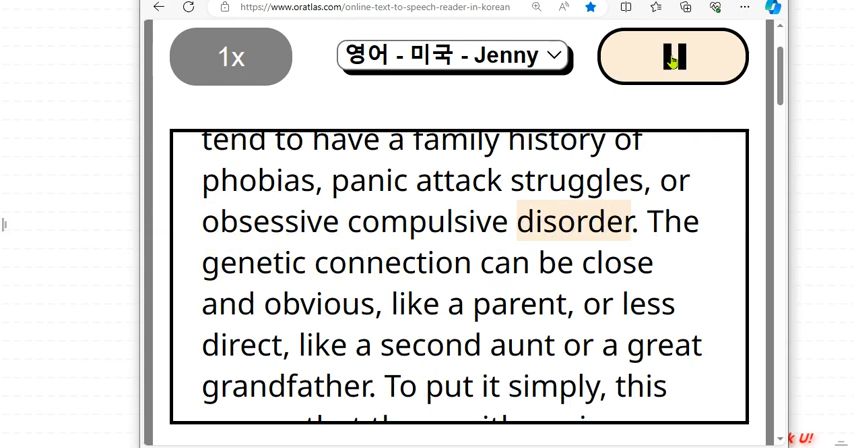 https://www.oratlas.com/online-text-to-speech-reader-in-korean
1x
영어 - 미국 - Jenny
tend to have a family history of
phobias, panic attack struggles, or
obsessive compulsive disorder. The
genetic connection can be close
and obvious, like a parent, or less
direct, like a second aunt or a great
grandfather. To put it simply, this
k U!